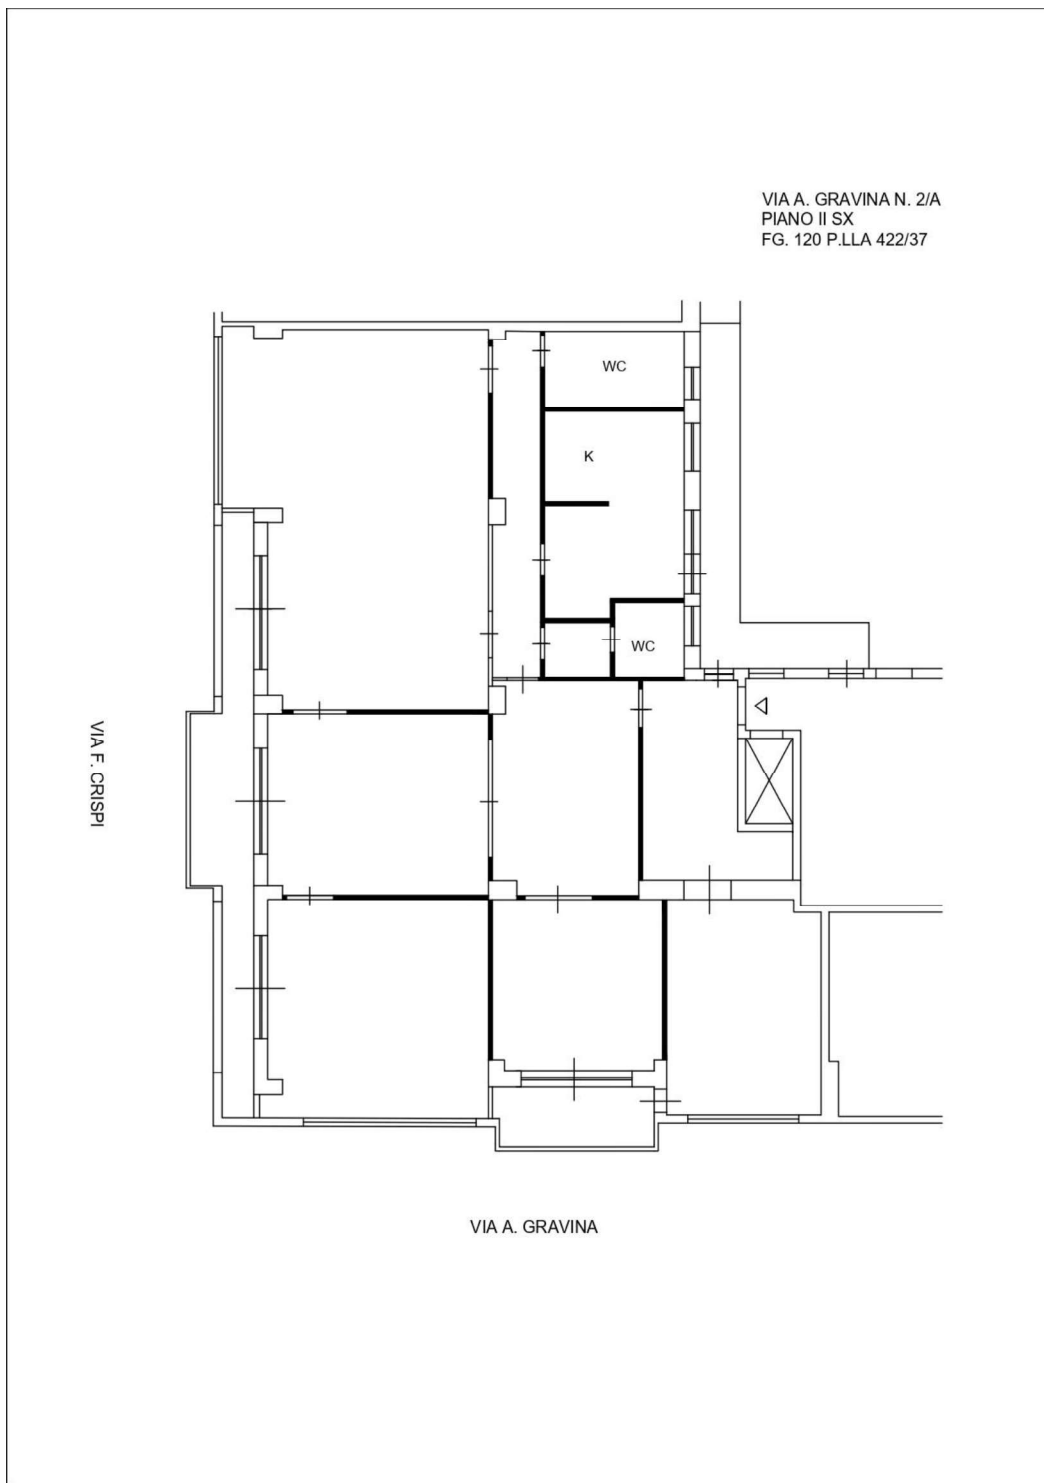 VIA A. GRAVINA N. 2/A
PIANO II SX
FG. 120 P.LLA 422/37
WC
K
WC
VIA F. CRISPI
VIA A. GRAVINA